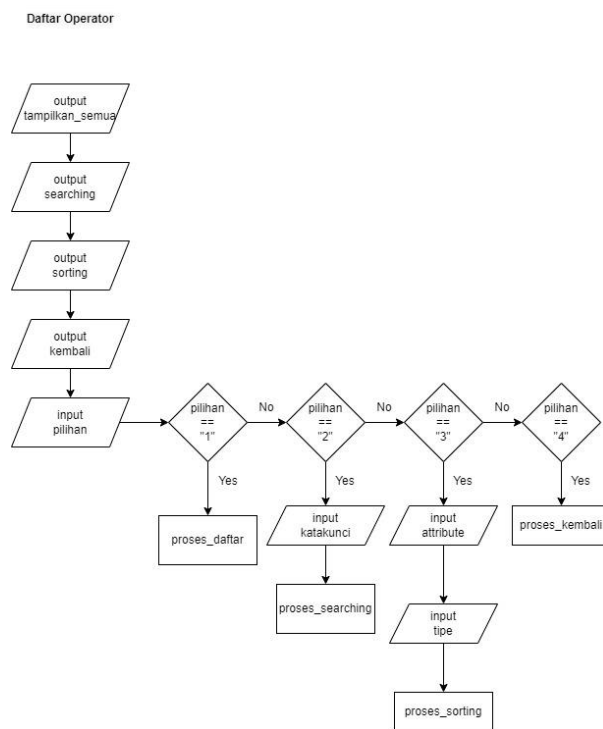 Daftar Operator
output
tampilkan_semua
output
searching
output
sorting
output
kembali
input
pilihan
pilihan
==
"1"
No
pilihan
==
"2"
No
pilihan
==
"3"
No
pilihan
==
"4"
Yes
Yes
Yes
Yes
proses_daftar
input
katakunci
input
attribute
proses_kembali
proses_searching
input
tipe
proses_sorting